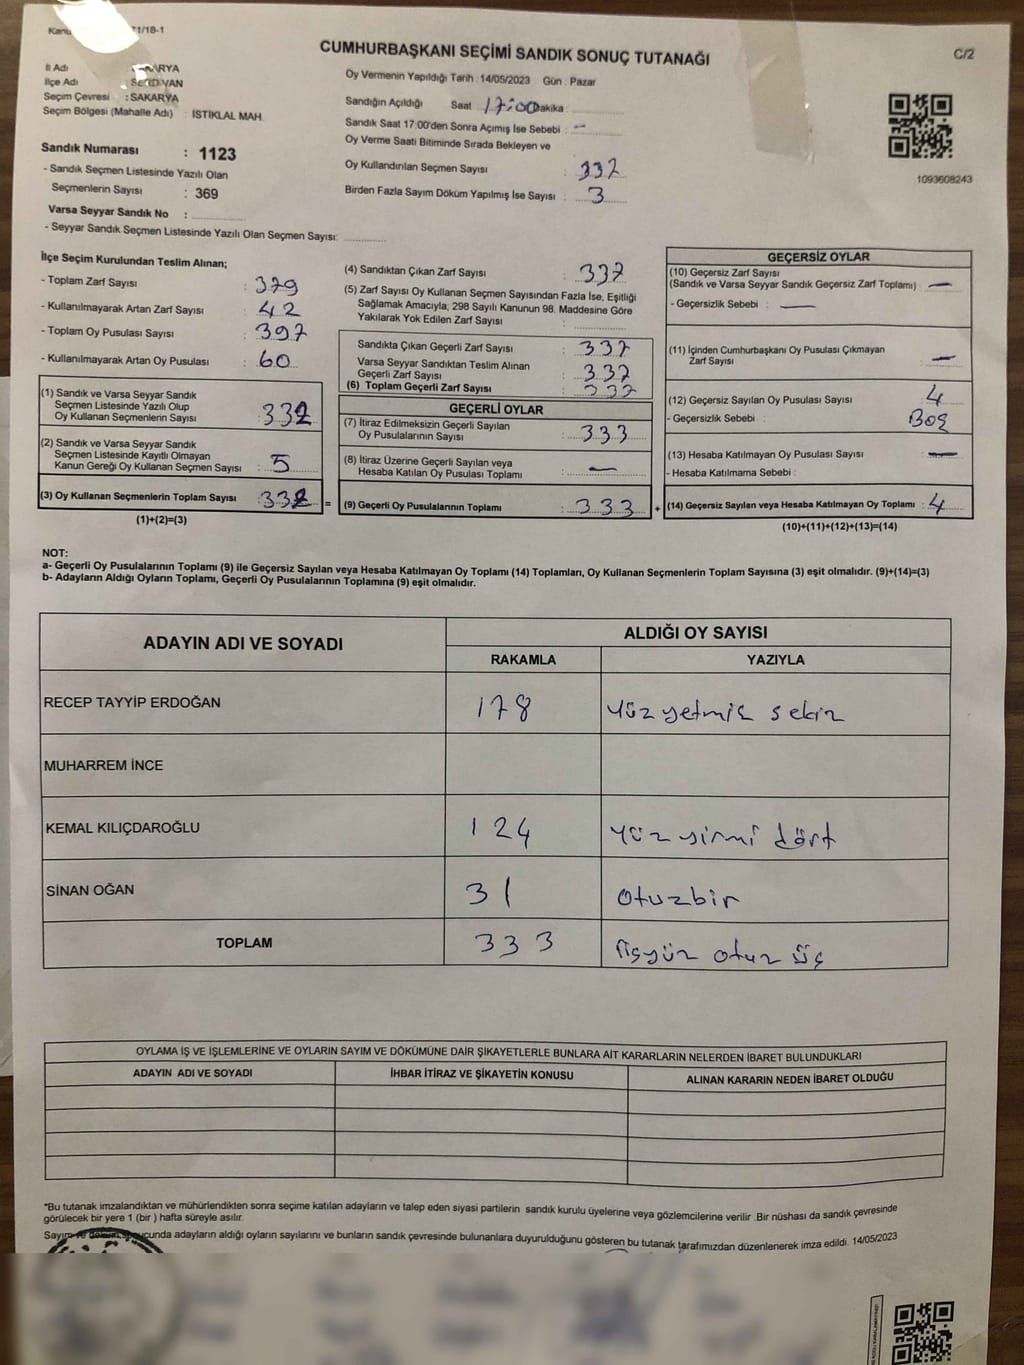 CUMHURBAŞKANI SEÇİMİ SANDIK SONUÇ TUTANAĞI
C/2
İl Adı
İlçe Adı
Seçim Çevresi : SAKARYA
Seçim Bölgesi (Mahalle Adı) : İSTİKLAL MAH.
Sandık Numarası : 1123
- Sandık Seçmen Listesinde Yazılı Olan
Seçmenlerin Sayısı : 369
Varsa Seyyar Sandık No :
- Seyyar Sandık Seçmen Listesinde Yazılı Olan Seçmen Sayısı:
Oy Vermenin Yapıldığı Tarih : 14/05/2023 Gün : Pazar
Sandığın Açıldığı Saat 17:00 Dakika :
Sandık Saat 17:00'den Sonra Açımış İse Sebebi : -
Oy Verme Saati Bitiminde Sırada Bekleyen ve
Oy Kullandırılan Seçmen Sayısı :
Birden Fazla Sayım Döküm Yapılmış İse Sayısı : 3
1093608243
İlçe Seçim Kurulundan Teslim Alınan;
- Toplam Zarf Sayısı : 379
- Kullanılmayarak Artan Zarf Sayısı : 42
- Toplam Oy Pusulası Sayısı : 397
- Kullanılmayarak Artan Oy Pusulası : 60
(1) Sandık ve Varsa Seyyar Sandık
Seçmen Listesinde Yazılı Olup
Oy Kullanan Seçmenlerin Sayısı :
(2) Sandık ve Varsa Seyyar Sandık
Seçmen Listesinde Kayıtlı Olmayan
Kanun Gereği Oy Kullanan Seçmen Sayısı : 5
(3) Oy Kullanan Seçmenlerin Toplam Sayısı : =
(1)+(2)=(3)
(4) Sandıktan Çıkan Zarf Sayısı : 337
(5) Zarf Sayısı Oy Kullanan Seçmen Sayısından Fazla İse, Eşitliği
Sağlamak Amacıyla, 298 Sayılı Kanunun 98. Maddesine Göre
Yakılarak Yok Edilen Zarf Sayısı :
Sandıkta Çıkan Geçerli Zarf Sayısı : 337
Varsa Seyyar Sandıktan Teslim Alınan
Geçerli Zarf Sayısı : 337
(6) Toplam Geçerli Zarf Sayısı : 337
GEÇERLİ OYLAR
(7) İtiraz Edilmeksizin Geçerli Sayılan
Oy Pusulalarının Sayısı : 333
(8) İtiraz Üzerine Geçerli Sayılan veya
Hesaba Katılan Oy Pusulası Toplamı : -
(9) Geçerli Oy Pusulalarının Toplamı : 333 +
GEÇERSİZ OYLAR
(10) Geçersiz Zarf Sayısı
(Sandık ve Varsa Seyyar Sandık Geçersiz Zarf Toplamı) : -
- Geçersizlik Sebebi : -
(11) İçinden Cumhurbaşkanı Oy Pusulası Çıkmayan
Zarf Sayısı : -
(12) Geçersiz Sayılan Oy Pusulası Sayısı : 4
- Geçersizlik Sebebi : Boş
(13) Hesaba Katılmayan Oy Pusulası Sayısı : -
- Hesaba Katılmama Sebebi :
(14) Geçersiz Sayılan veya Hesaba Katılmayan Oy Toplamı : 4
(10)+(11)+(12)+(13)=(14)
NOT:
a- Geçerli Oy Pusulalarının Toplamı (9) ile Geçersiz Sayılan veya Hesaba Katılmayan Oy Toplamı (14) Toplamları, Oy Kullanan Seçmenlerin Toplam Sayısına (3) eşit olmalıdır. (9)+(14)=(3)
b- Adayların Aldığı Oyların Toplamı, Geçerli Oy Pusulalarının Toplamına (9) eşit olmalıdır.
ADAYIN ADI VE SOYADI
ALDIĞI OY SAYISI
RAKAMLA YAZIYLA
RECEP TAYYİP ERDOĞAN 178 Yüz yetmiş sekiz
MUHARREM İNCE
KEMAL KILIÇDAROĞLU 124 Yüz yirmi dört
SİNAN OĞAN 31 Otuzbir
TOPLAM 333 Üçyüz otuz üç
OYLAMA İŞ VE İŞLEMLERİNE VE OYLARIN SAYIM VE DÖKÜMÜNE DAİR ŞİKAYETLERLE BUNLARA AİT KARARLARIN NELERDEN İBARET BULUNDUKLARI
ADAYIN ADI VE SOYADI İHBAR İTİRAZ VE ŞİKAYETİN KONUSU ALINAN KARARIN NEDEN İBARET OLDUĞU
*Bu tutanak imzalandıktan ve mühürlendikten sonra seçime katılan adayların ve talep eden siyasi partilerin sandık kurulu üyelerine veya gözlemcilerine verilir .Bir nüshası da sandık çevresinde
görülecek bir yere 1 (bir ) hafta süreyle asılır.
adayların aldığı oyların sayılarını ve bunların sandık çevresinde bulunanlara duyurulduğunu gösteren bu tutanak tarafımızdan düzenlenerek imza edildi. 14/05/2023